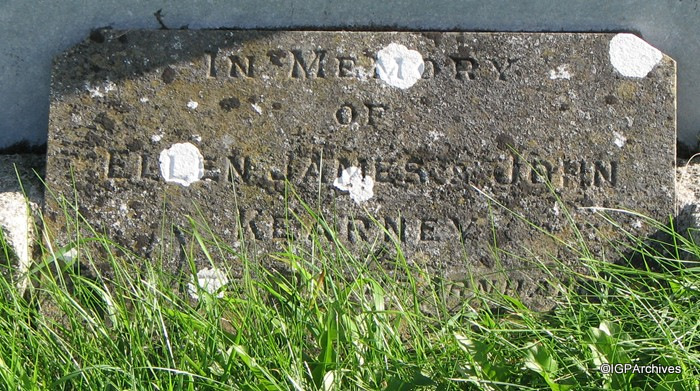 IN MEMORY
OF
ELLEN JAMES & JOHN
KEARNEY
©IGPArchives